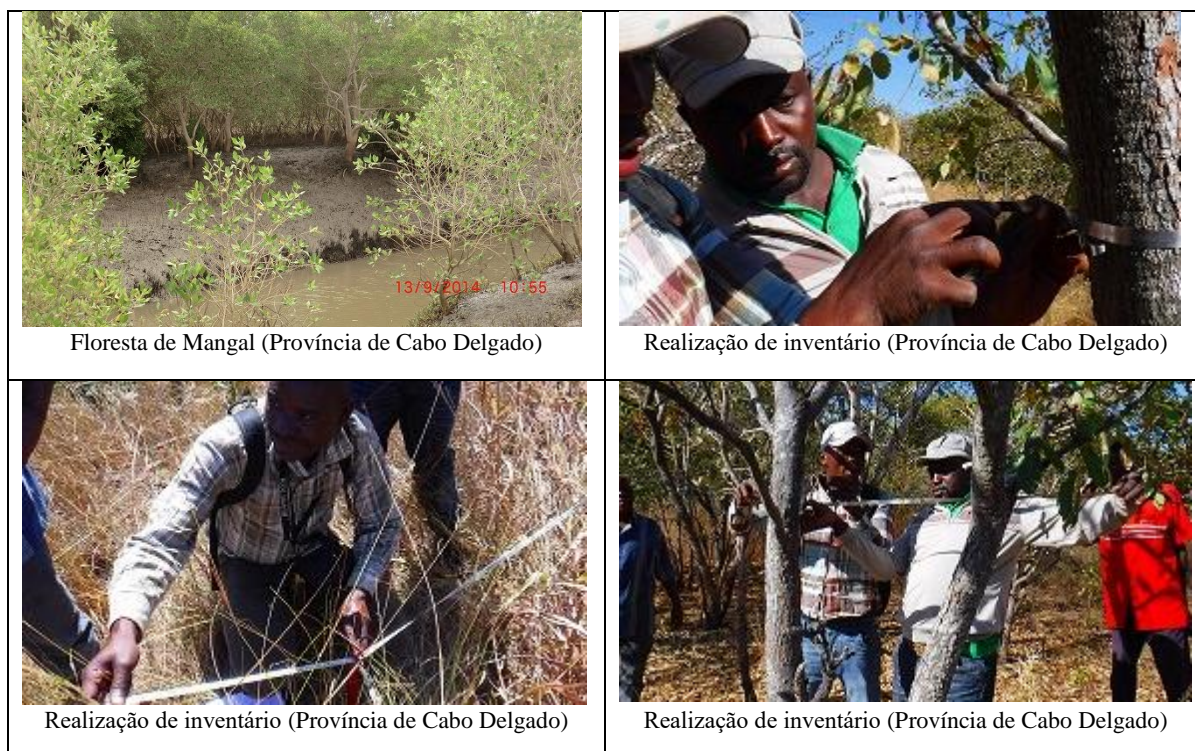 13/9/2014 10:55
Floresta de Mangal (Província de Cabo Delgado)
Realização de inventário (Província de Cabo Delgado)
Realização de inventário (Província de Cabo Delgado)
Realização de inventário (Província de Cabo Delgado)